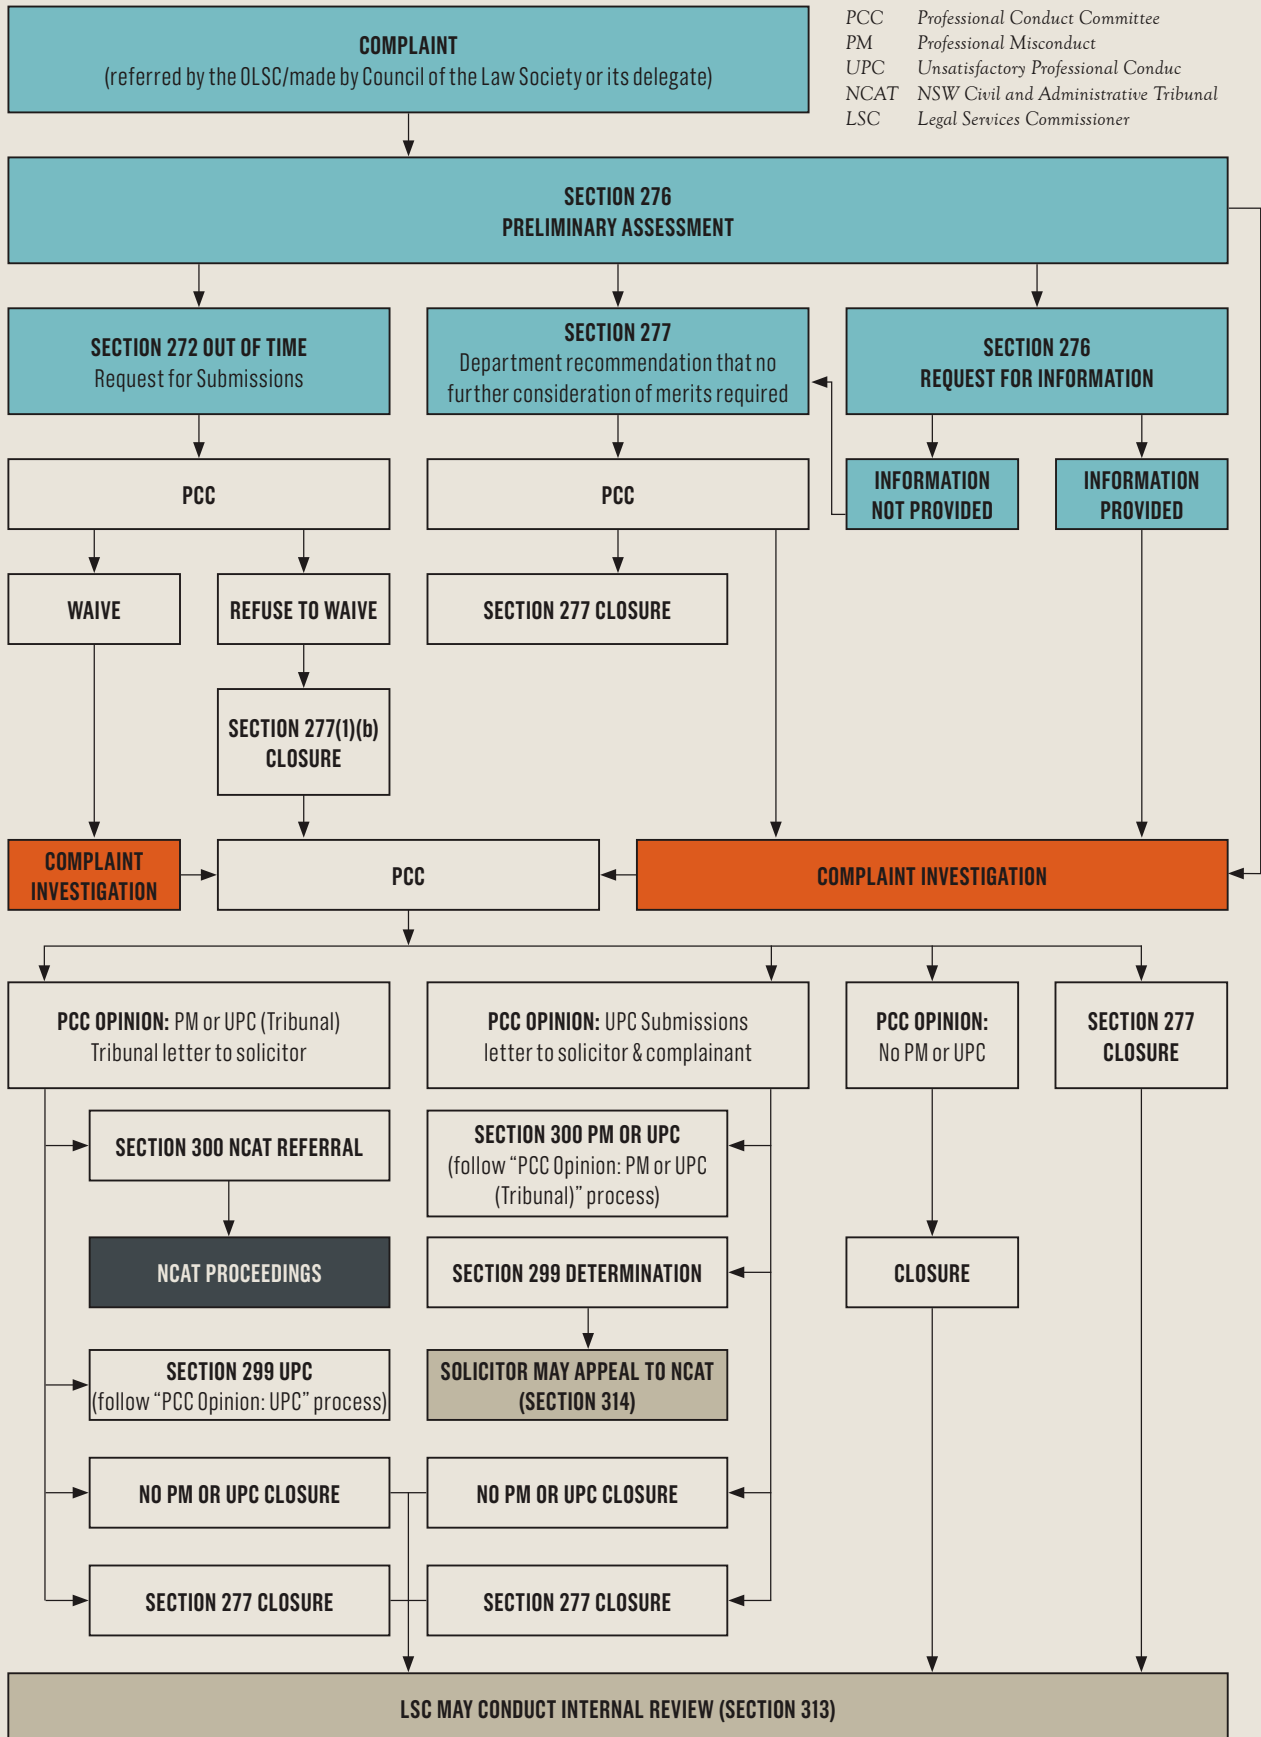 COMPLAINT
(referred by the OLSC/made by Council of the Law Society or its delegate)
PCC Professional Conduct Committee
PM Professional Misconduct
UPC Unsatisfactory Professional Conduc
NCAT NSW Civil and Administrative Tribunal
LSC Legal Services Commissioner
SECTION 276
PRELIMINARY ASSESSMENT
SECTION 272 OUT OF TIME
Request for Submissions
SECTION 277
Department recommendation that no
further consideration of merits required
SECTION 276
REQUEST FOR INFORMATION
PCC
PCC
INFORMATION
NOT PROVIDED
INFORMATION
PROVIDED
WAIVE
REFUSE TO WAIVE
SECTION 277 CLOSURE
SECTION 277(1)(b)
CLOSURE
COMPLAINT
INVESTIGATION
PCC
COMPLAINT INVESTIGATION
PCC OPINION: PM or UPC (Tribunal)
Tribunal letter to solicitor
PCC OPINION: UPC Submissions
letter to solicitor & complainant
PCC OPINION:
No PM or UPC
SECTION 277
CLOSURE
SECTION 300 NCAT REFERRAL
SECTION 300 PM OR UPC
(follow “PCC Opinion: PM or UPC
(Tribunal)” process)
NCAT PROCEEDINGS
SECTION 299 DETERMINATION
CLOSURE
SECTION 299 UPC
(follow “PCC Opinion: UPC” process)
SOLICITOR MAY APPEAL TO NCAT
(SECTION 314)
NO PM OR UPC CLOSURE
NO PM OR UPC CLOSURE
SECTION 277 CLOSURE
SECTION 277 CLOSURE
LSC MAY CONDUCT INTERNAL REVIEW (SECTION 313)